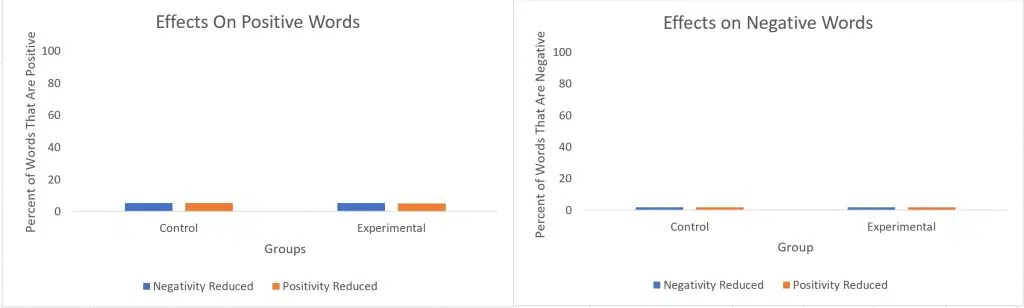 Effects On Positive Words
Percent of Words That Are Positive
100
80
60
40
20
0
Control
Experimental
Groups
Negativity Reduced
Positivity Reduced
Effects on Negative Words
Percent of Words That Are Negative
100
80
60
40
20
0
Control
Experimental
Group
Negativity Reduced
Positivity Reduced